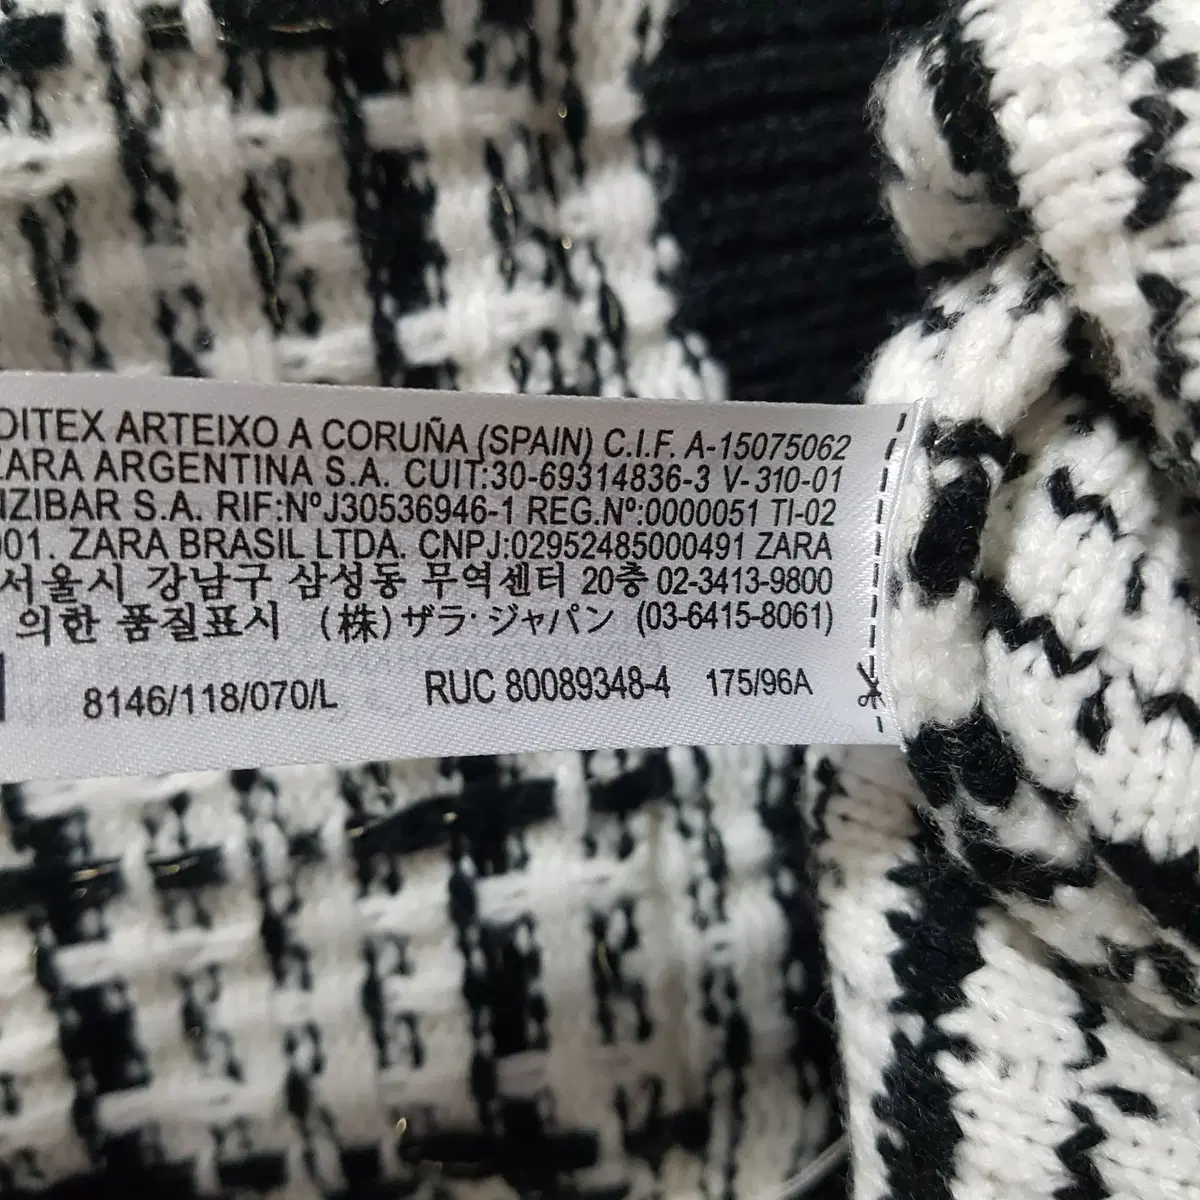 DITEX ARTEIXO A CORUÑA (SPAIN) C.I.F. A-15075062
ZARA ARGENTINA S.A. CUIT:30-69314836-3 V-310-01
NZIBAR S.A. RIF:NºJ30536946-1 REG.Nº:0000051 TI-02
001. ZARA BRASIL LTDA. CNPJ:02952485000491 ZARA
서울시 강남구 삼성동 무역센터 20층 02-3413-9800
의한 품질표시 (株)ザラ・ジャパン (03-6415-8061)
8146/118/070/L RUC 80089348-4 175/96A